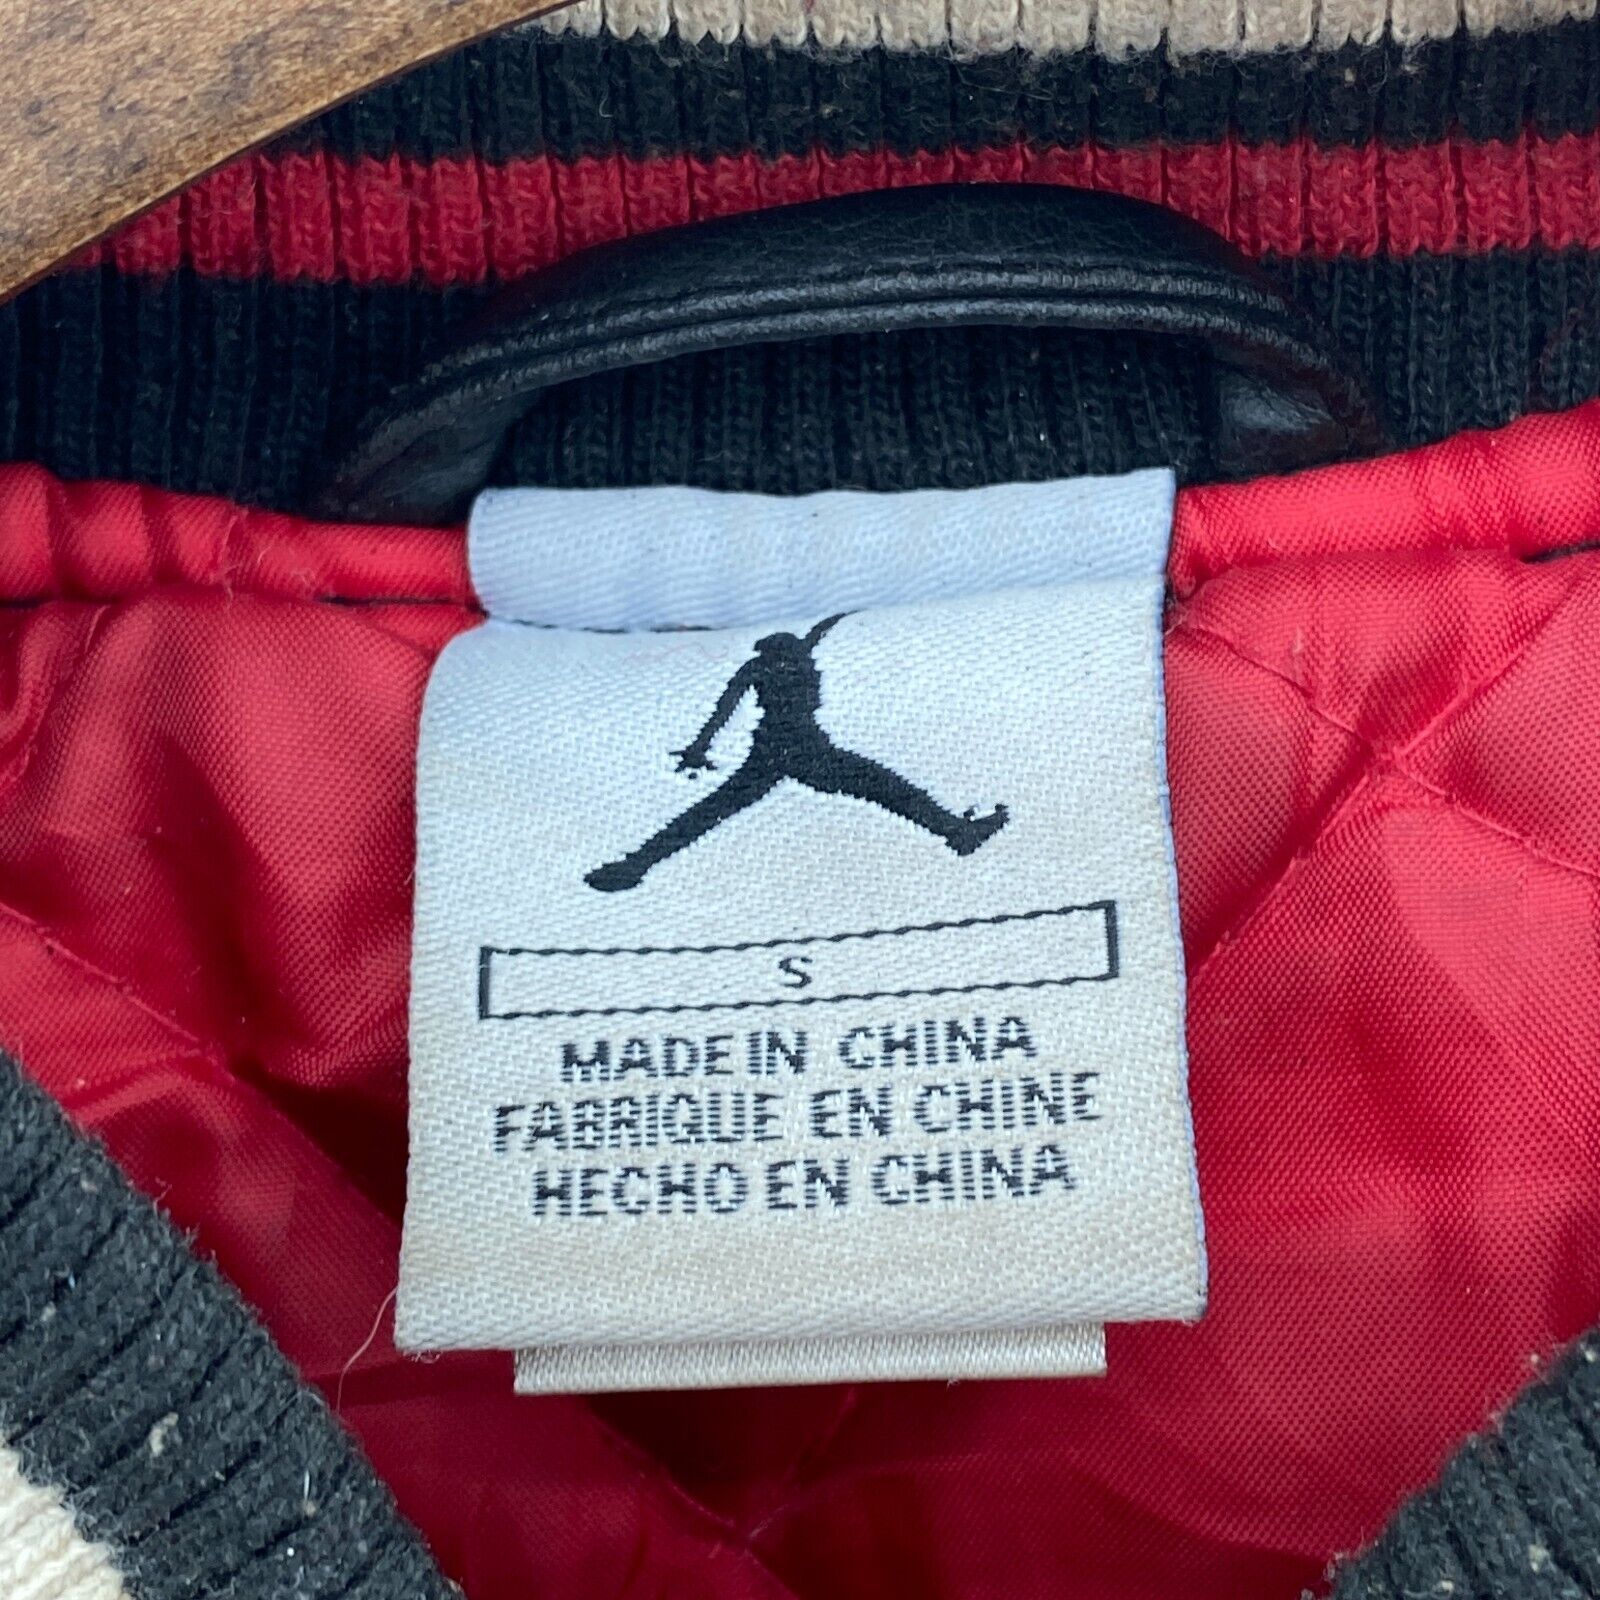 S
MADE IN CHINA
FABRIQUE EN CHINE
HECHO EN CHINA